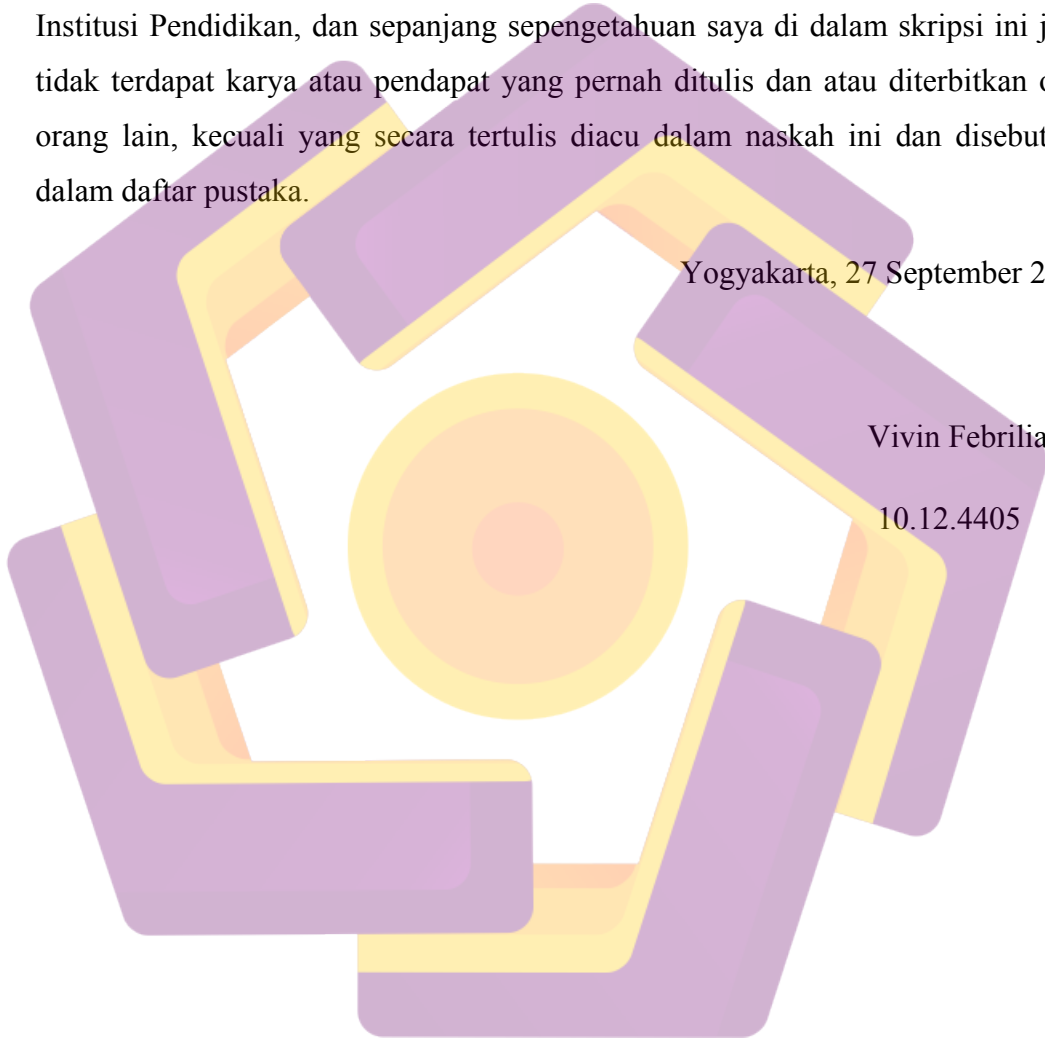 Institusi Pendidikan, dan sepanjang sepengetahuan saya di dalam skripsi ini j
tidak terdapat karya atau pendapat yang pernah ditulis dan atau diterbitkan o
orang lain, kecuali yang secara tertulis diacu dalam naskah ini dan disebut
dalam daftar pustaka.
Yogyakarta, 27 September 2
Vivin Febrilia
10.12.4405